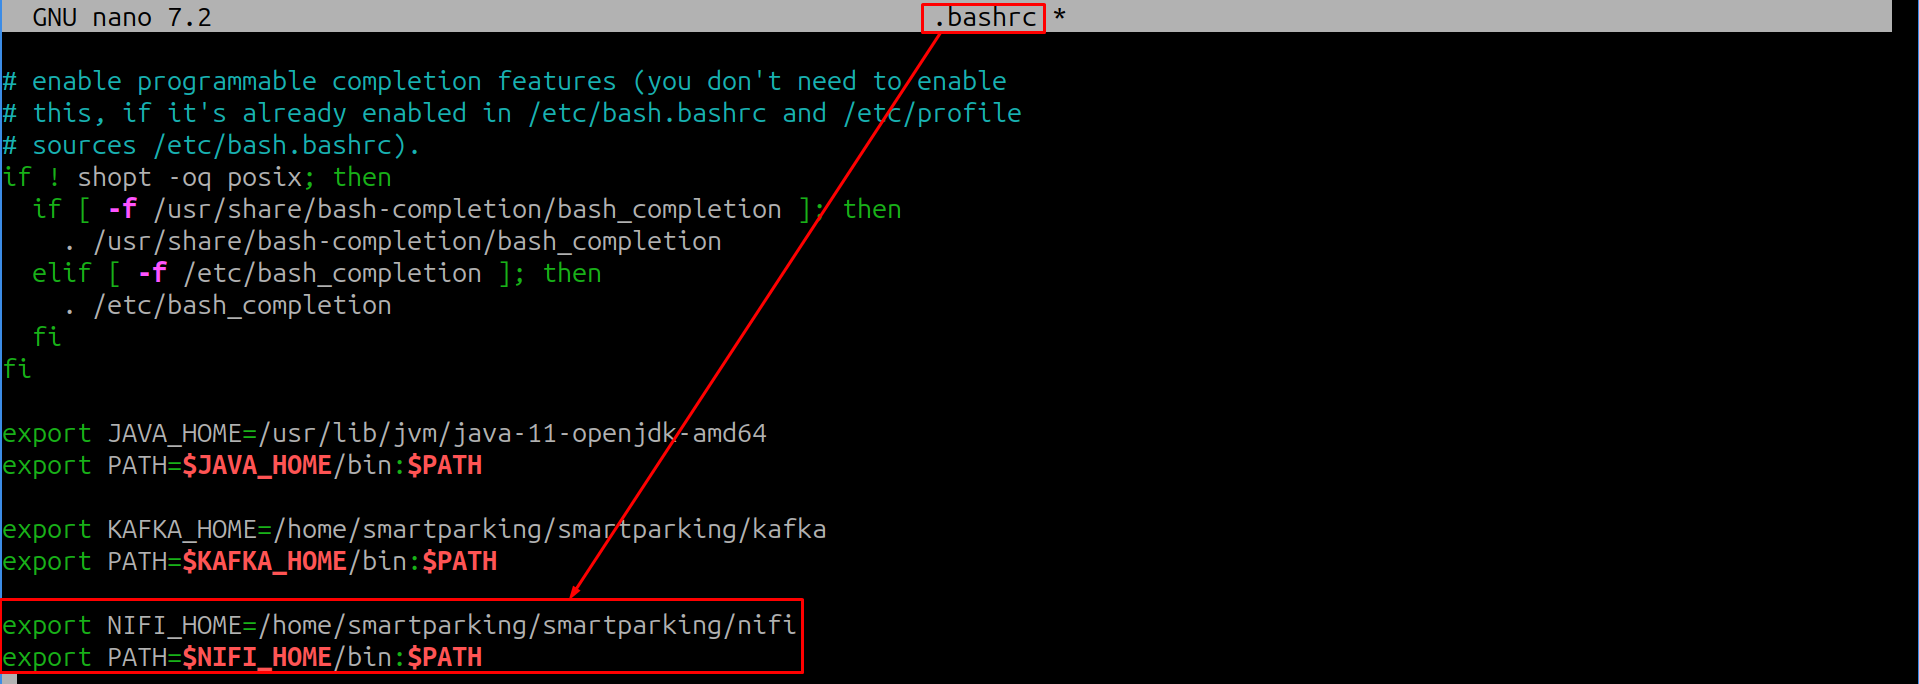 GNU nano 7.2 .bashrc *
# enable programmable completion features (you don't need to enable
# this, if it's already enabled in /etc/bash.bashrc and /etc/profile
# sources /etc/bash.bashrc).
if ! shopt -oq posix; then
  if [ -f /usr/share/bash-completion/bash_completion ]; then
    . /usr/share/bash-completion/bash_completion
  elif [ -f /etc/bash_completion ]; then
    . /etc/bash_completion
  fi
fi
export JAVA_HOME=/usr/lib/jvm/java-11-openjdk-amd64
export PATH=$JAVA_HOME/bin:$PATH
export KAFKA_HOME=/home/smartparking/smartparking/kafka
export PATH=$KAFKA_HOME/bin:$PATH
export NIFI_HOME=/home/smartparking/smartparking/nifi
export PATH=$NIFI_HOME/bin:$PATH